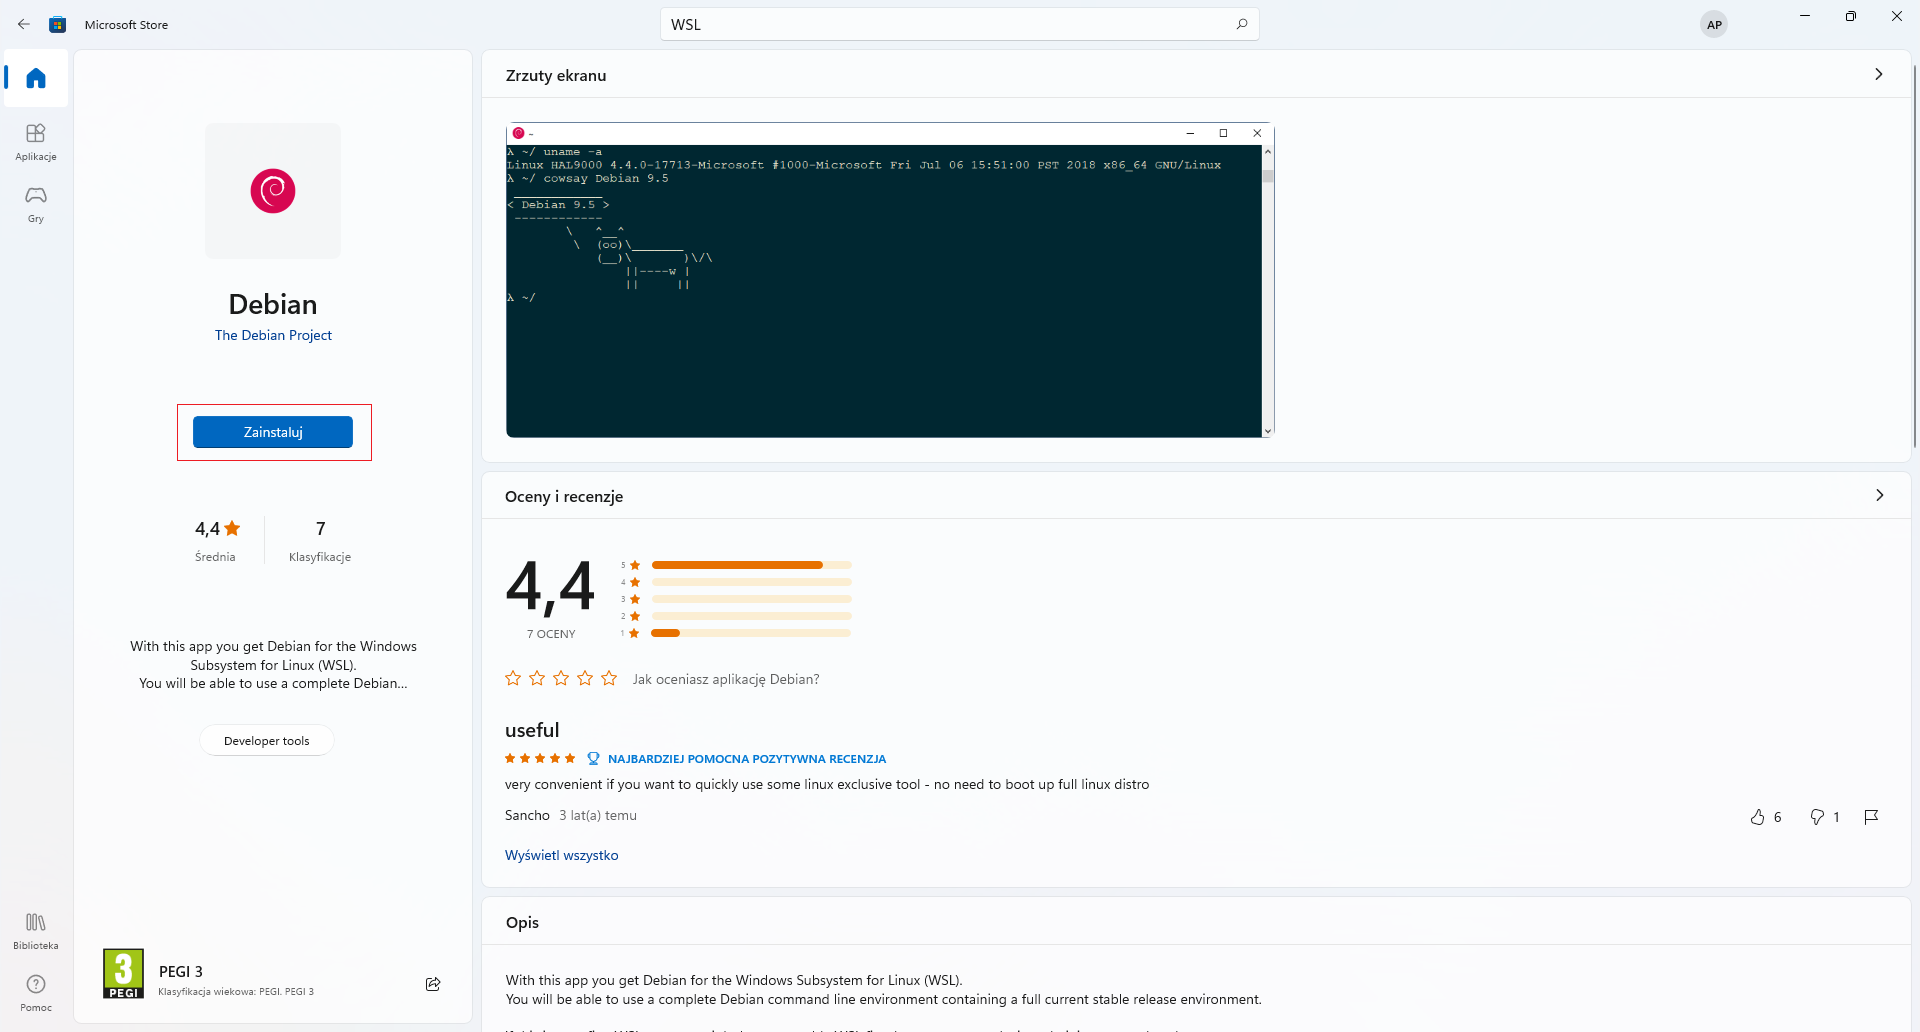 Microsoft Store
WSL
AP
Aplikacje
Gry
Debian
The Debian Project
Zainstaluj
4,4
Średnia
7
Klasyfikacje
With this app you get Debian for the Windows
Subsystem for Linux (WSL).
You will be able to use a complete Debian...
Developer tools
3
PEGI
PEGI 3
Klasyfikacja wiekowa: PEGI. PEGI 3
Biblioteka
Pomoc
Zrzuty ekranu
~
λ ~/ uname -a
Linux HAL9000 4.4.0-17713-Microsoft #1000-Microsoft Fri Jul 06 15:51:00 PST 2018 x86_64 GNU/Linux
λ ~/ cowsay Debian 9.5
 ____________
< Debian 9.5 >
 ------------
        \   ^__^
         \  (oo)\_______
            (__)\       )\/\
                ||----w |
                ||     ||
λ ~/
Oceny i recenzje
4,4
7 OCENY
5
4
3
2
1
Jak oceniasz aplikację Debian?
useful
NAJBARDZIEJ POMOCNA POZYTYWNA RECENZJA
very convenient if you want to quickly use some linux exclusive tool - no need to boot up full linux distro
Sancho 3 lat(a) temu
6
1
Wyświetl wszystko
Opis
With this app you get Debian for the Windows Subsystem for Linux (WSL).
You will be able to use a complete Debian command line environment containing a full current stable release environment.